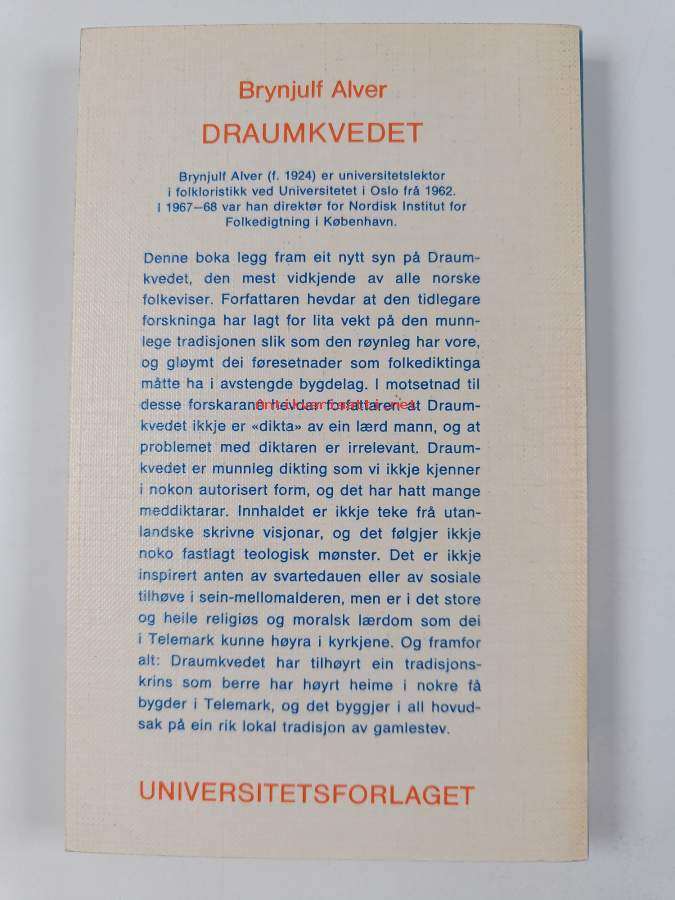 Brynjulf Alver
DRAUMKVEDET
Brynjulf Alver (f. 1924) er universitetslektor
i folkloristikk ved Universitetet i Oslo frå 1962.
I 1967–68 var han direktør for Nordisk Institut for
Folkedigtning i København.
Denne boka legg fram eit nytt syn på Draum-
kvedet, den mest vidkjende av alle norske
folkeviser. Forfattaren hevdar at den tidlegare
forskninga har lagt for lita vekt på den munn-
lege tradisjonen slik som den røynleg har vore,
og gløymt dei føresetnader som folkediktinga
måtte ha i avstengde bygdelag. I motsetnad til
desse forskarane hevdar forfattaren at Draum-
kvedet ikkje er «dikta» av ein lærd mann, og at
problemet med diktaren er irrelevant. Draum-
kvedet er munnleg dikting som vi ikkje kjenner
i nokon autorisert form, og det har hatt mange
meddiktarar. Innhaldet er ikkje teke frå utan-
landske skrivne visjonar, og det følgjer ikkje
noko fastlagt teologisk mønster. Det er ikkje
inspirert anten av svartedauen eller av sosiale
tilhøve i sein-mellomalderen, men er i det store
og heile religiøs og moralsk lærdom som dei
i Telemark kunne høyra i kyrkjene. Og framfor
alt: Draumkvedet har tilhøyrt ein tradisjons-
krins som berre har høyrt heime i nokre få
bygder i Telemark, og det byggjer i all hovud-
sak på ein rik lokal tradisjon av gamlestev.
UNIVERSITETSFORLAGET